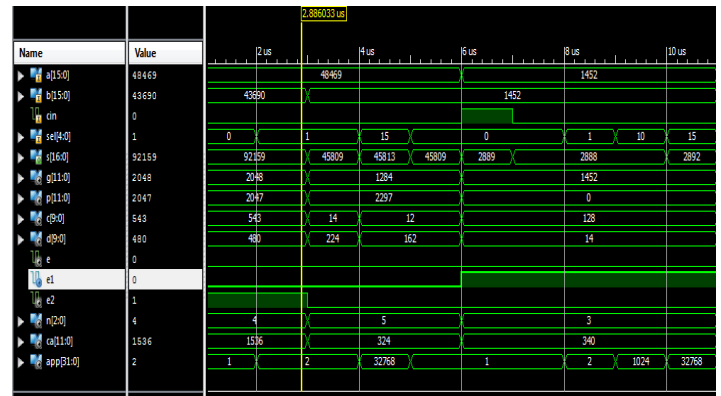 2.886033 us
Name Value 2 us 4 us 6 us 8 us 10 us
a[15:0] 48469 48469 1452
b[15:0] 43690 43690 1452
cin 0
sel[4:0] 1 0 1 15 0 1 10 15
s[16:0] 92159 92159 45809 45813 45809 2889 2888 2892
g[11:0] 2048 2048 1284 1452
p[11:0] 2047 2047 2297 0
c[9:0] 543 543 14 12 128
d[9:0] 480 480 224 162 14
e 0
e1 0
e2 1
n[2:0] 4 4 5 3
ca[11:0] 1536 1536 324 340
app[31:0] 2 1 2 32768 1 2 1024 32768